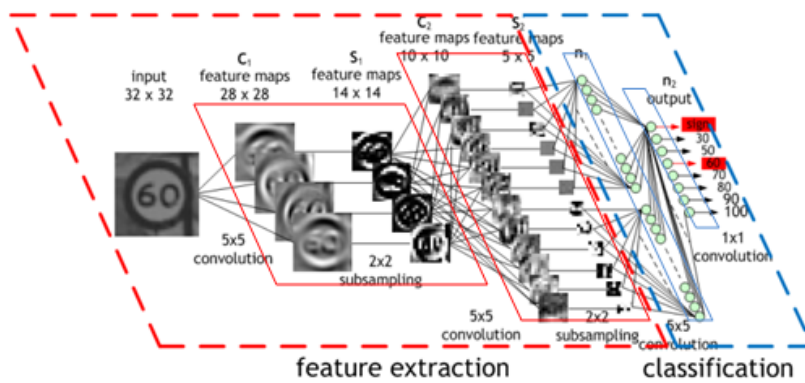 input
32 x 32
C1
feature maps
28 x 28
S1
feature maps
14 x 14
C2
feature maps
10 x 10
S2
feature maps
5 x 5
n1
n2
output
60
sign
30
50
60
70
80
90
100
5x5
convolution
2x2
subsampling
5x5
convolution
2x2
subsampling
5x5
convolution
1x1
convolution
feature extraction
classification